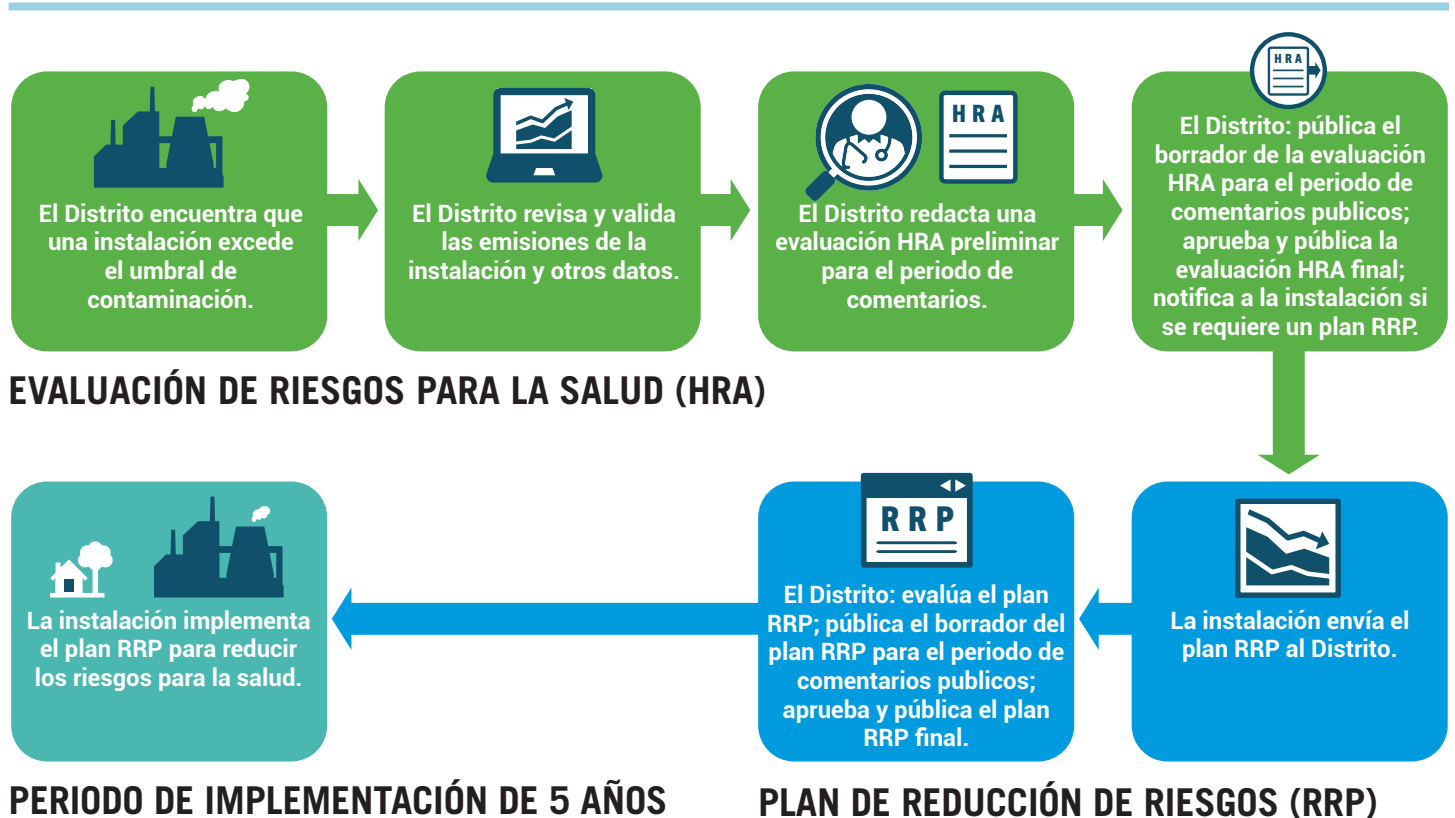 El Distrito encuentra que
una instalación excede
el umbral de
contaminación.
El Distrito revisa y valida
las emisiones de la
instalación y otros datos.
HRA
El Distrito redacta una
evaluación HRA preliminar
para el periodo de
comentarios.
HRA
El Distrito: pública el
borrador de la evaluación
HRA para el periodo de
comentarios publicos;
aprueba y pública la
evaluación HRA final;
notifica a la instalación si
se requiere un plan RRP.
EVALUACIÓN DE RIESGOS PARA LA SALUD (HRA)
La instalación envía el
plan RRP al Distrito.
RRP
El Distrito: evalúa el plan
RRP; pública el borrador del
plan RRP para el periodo de
comentarios publicos;
aprueba y pública el plan
RRP final.
La instalación implementa
el plan RRP para reducir
los riesgos para la salud.
PERIODO DE IMPLEMENTACIÓN DE 5 AÑOS
PLAN DE REDUCCIÓN DE RIESGOS (RRP)